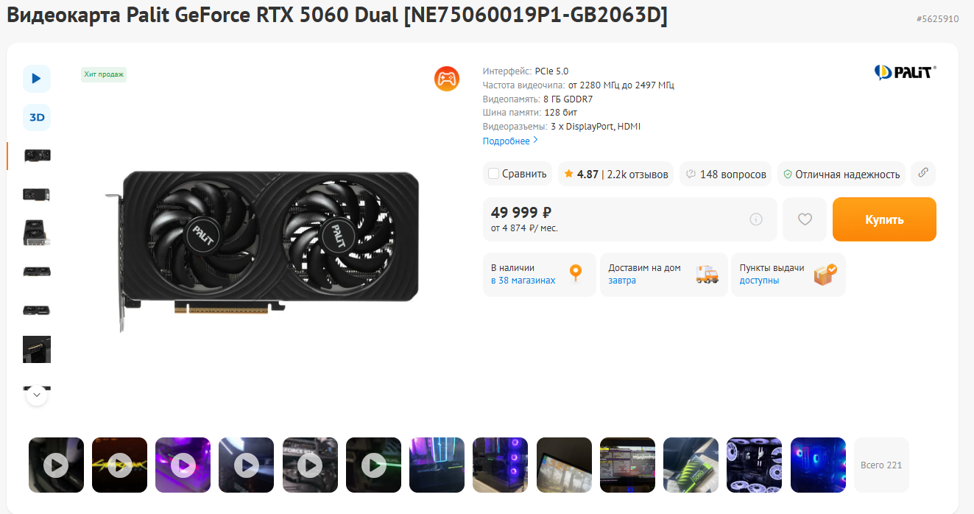 Видеокарта Palit GeForce RTX 5060 Dual [NE75060019P1-GB2063D]
#5625910
Хит продаж
3D
Интерфейс: PCIe 5.0
Частота видеочипа: от 2280 МГц до 2497 МГц
Видеопамять: 8 ГБ GDDR7
Шина памяти: 128 бит
Видеоразъемы: 3 x DisplayPort, HDMI
Подробнее
PALIT
Сравнить
4.87 | 2.2k отзывов
148 вопросов
Отличная надежность
PALIT
PALIT
49 999 ₽
от 4 874 ₽/ мес.
Купить
В наличии
в 38 магазинах
Доставим на дом
завтра
Пункты выдачи
доступны
Всего 221